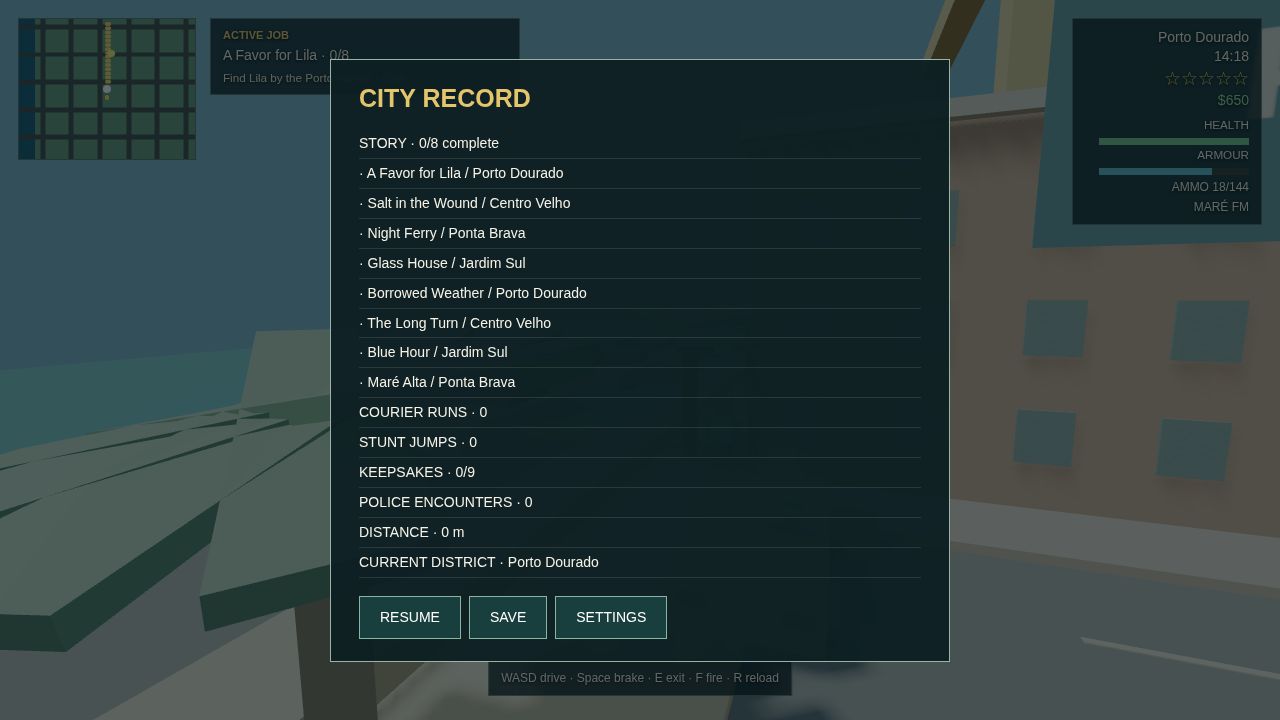 ACTIVE JOB
A Favor for Lila · 0/8
Find Lila by the Porto
Porto Dourado
14:18
☆☆☆☆☆
$650
HEALTH
ARMOUR
AMMO 18/144
MARÉ FM
CITY RECORD
STORY · 0/8 complete
· A Favor for Lila / Porto Dourado
· Salt in the Wound / Centro Velho
· Night Ferry / Ponta Brava
· Glass House / Jardim Sul
· Borrowed Weather / Porto Dourado
· The Long Turn / Centro Velho
· Blue Hour / Jardim Sul
· Maré Alta / Ponta Brava
COURIER RUNS · 0
STUNT JUMPS · 0
KEEPSAKES · 0/9
POLICE ENCOUNTERS · 0
DISTANCE · 0 m
CURRENT DISTRICT · Porto Dourado
RESUME SAVE SETTINGS
WASD drive · Space brake · E exit · F fire · R reload